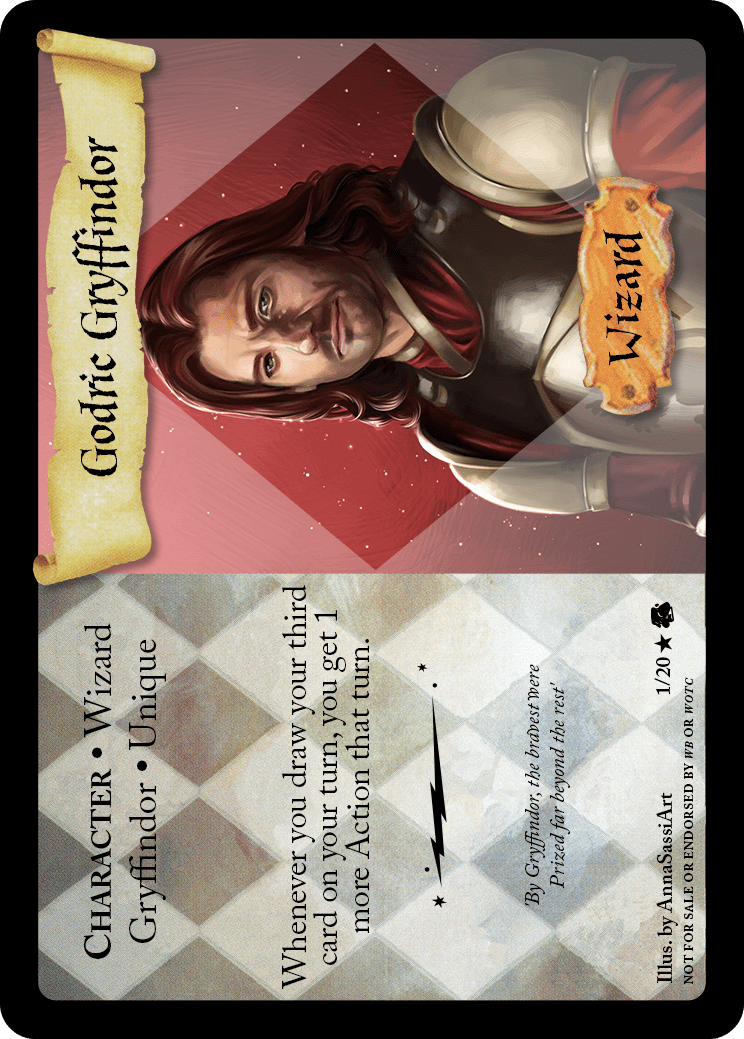 Godric Gryffindor
Wizard
CHARACTER • Wizard
Gryffindor • Unique
Whenever you draw your third
card on your turn, you get 1
more Action that turn.
'By Gryffindor, the bravest were
Prized far beyond the rest'
Illus. by AnnaSassiArt
1/20 ★
NOT FOR SALE OR ENDORSED BY WB OR WOTC